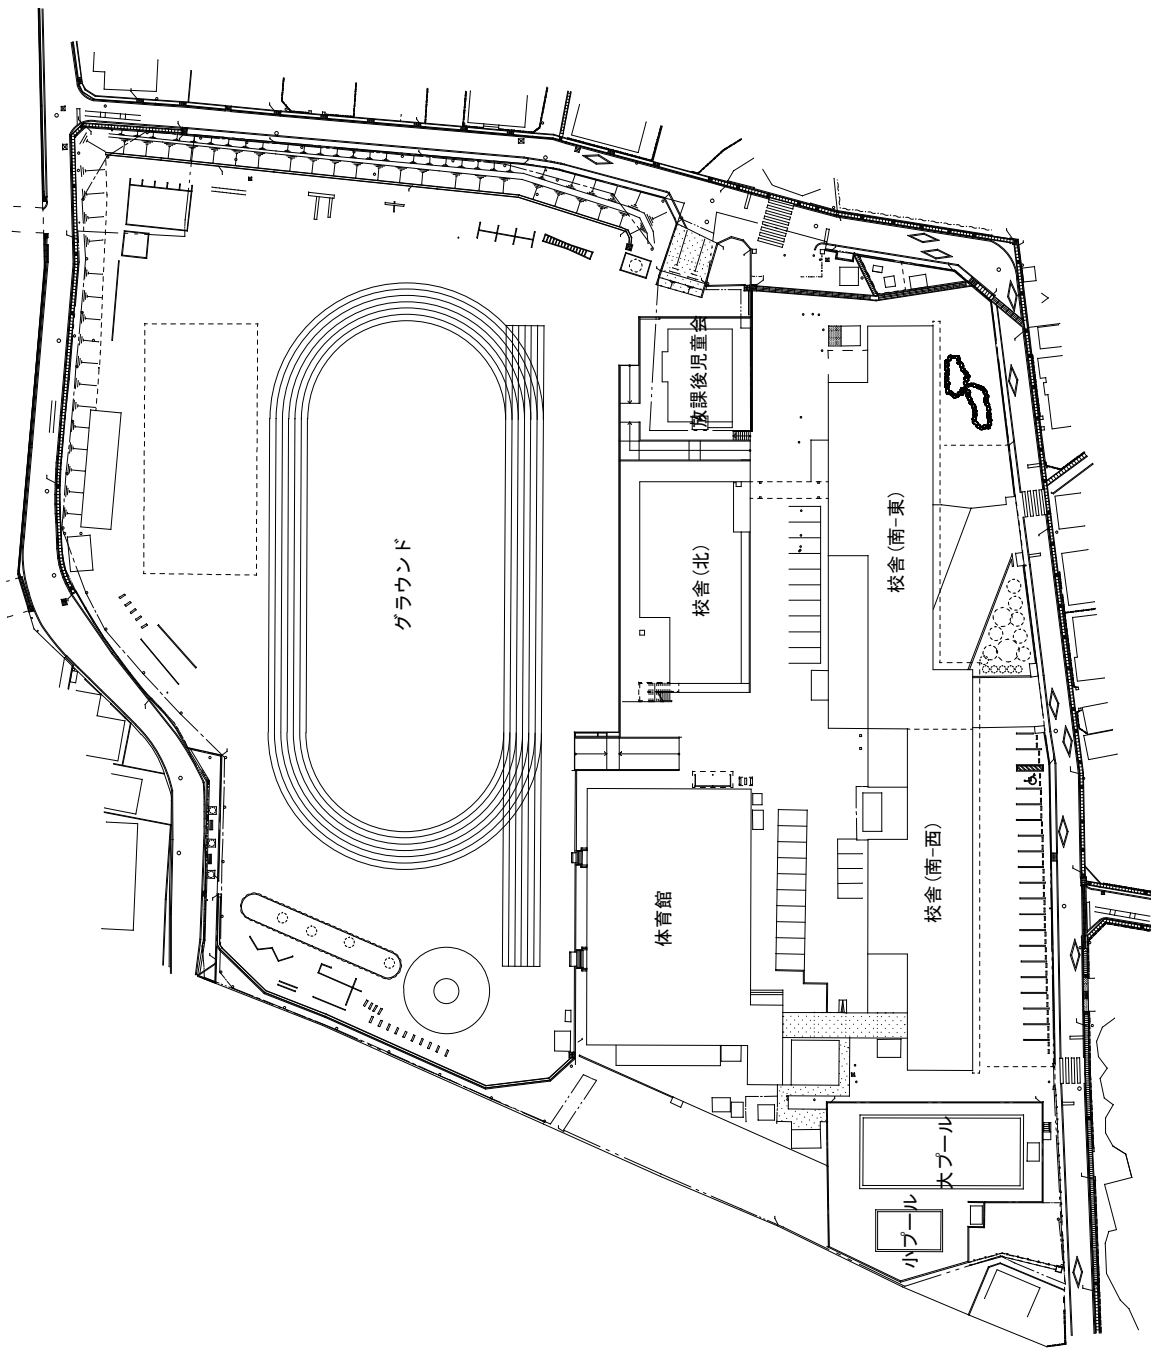 放課後児童会
グラウンド
校舎(北)
校舎(南-東)
校舎(南-西)
体育館
大プール
小プール